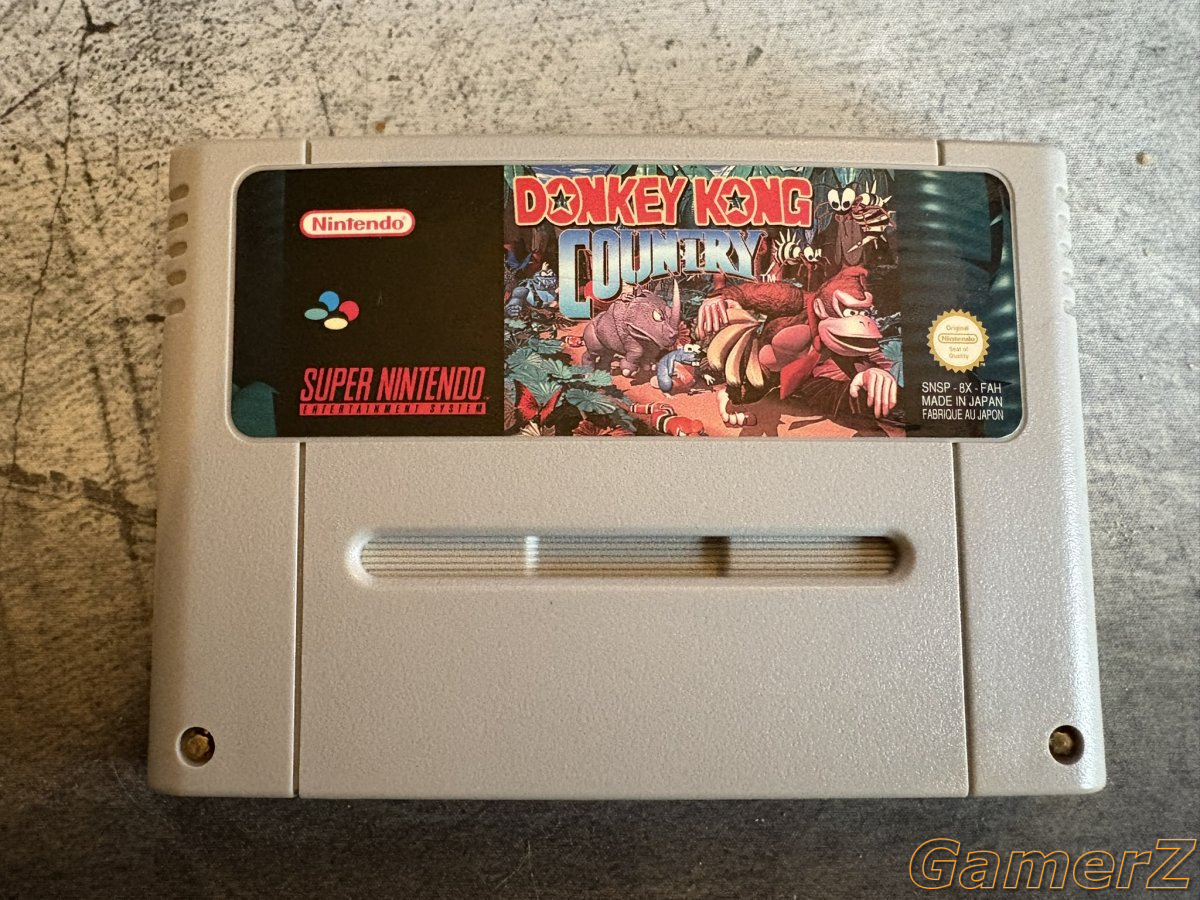 Nintendo
SUPER NINTENDO
ENTERTAINMENT SYSTEM
DONKEY KONG
COUNTRY™
Original
Nintendo
Seal of
Quality
SNSP - 8X - FAH
MADE IN JAPAN
FABRIQUE AU JAPON
GamerZ